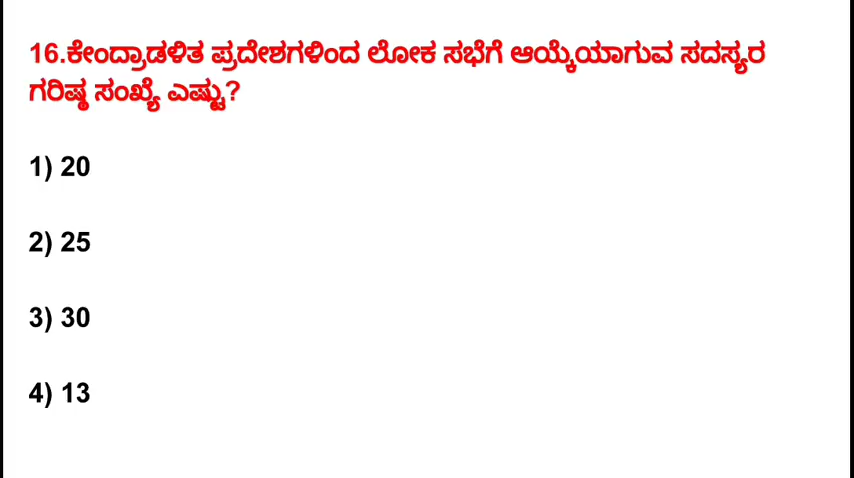 16.ಕೇಂದ್ರಾಡಳಿತ ಪ್ರದೇಶಗಳಿಂದ ಲೋಕ ಸಭೆಗೆ ಆಯ್ಕೆಯಾಗುವ ಸದಸ್ಯರ
ಗರಿಷ್ಠ ಸಂಖ್ಯೆ ಎಷ್ಟು?
1) 20
2) 25
3) 30
4) 13